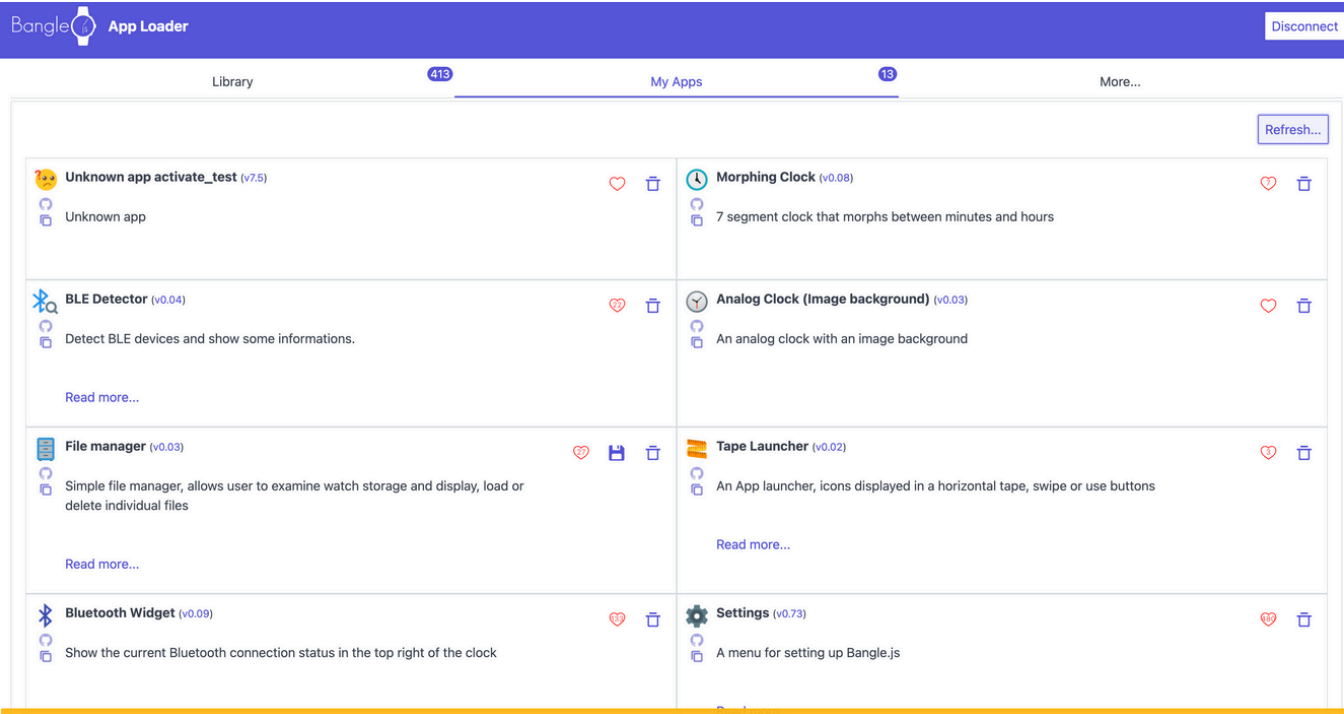 Bangle App Loader
Disconnect
Library 413
My Apps 13
More...
Refresh...
Unknown app activate_test (v7.5)
Unknown app
Morphing Clock (v0.08)
7
7 segment clock that morphs between minutes and hours
BLE Detector (v0.04)
22
Detect BLE devices and show some informations.
Read more...
Analog Clock (Image background) (v0.03)
An analog clock with an image background
File manager (v0.03)
27
Simple file manager, allows user to examine watch storage and display, load or
delete individual files
Read more...
Tape Launcher (v0.02)
3
An App launcher, icons displayed in a horizontal tape, swipe or use buttons
Read more...
Bluetooth Widget (v0.09)
Show the current Bluetooth connection status in the top right of the clock
Settings (v0.73)
A menu for setting up Bangle.js